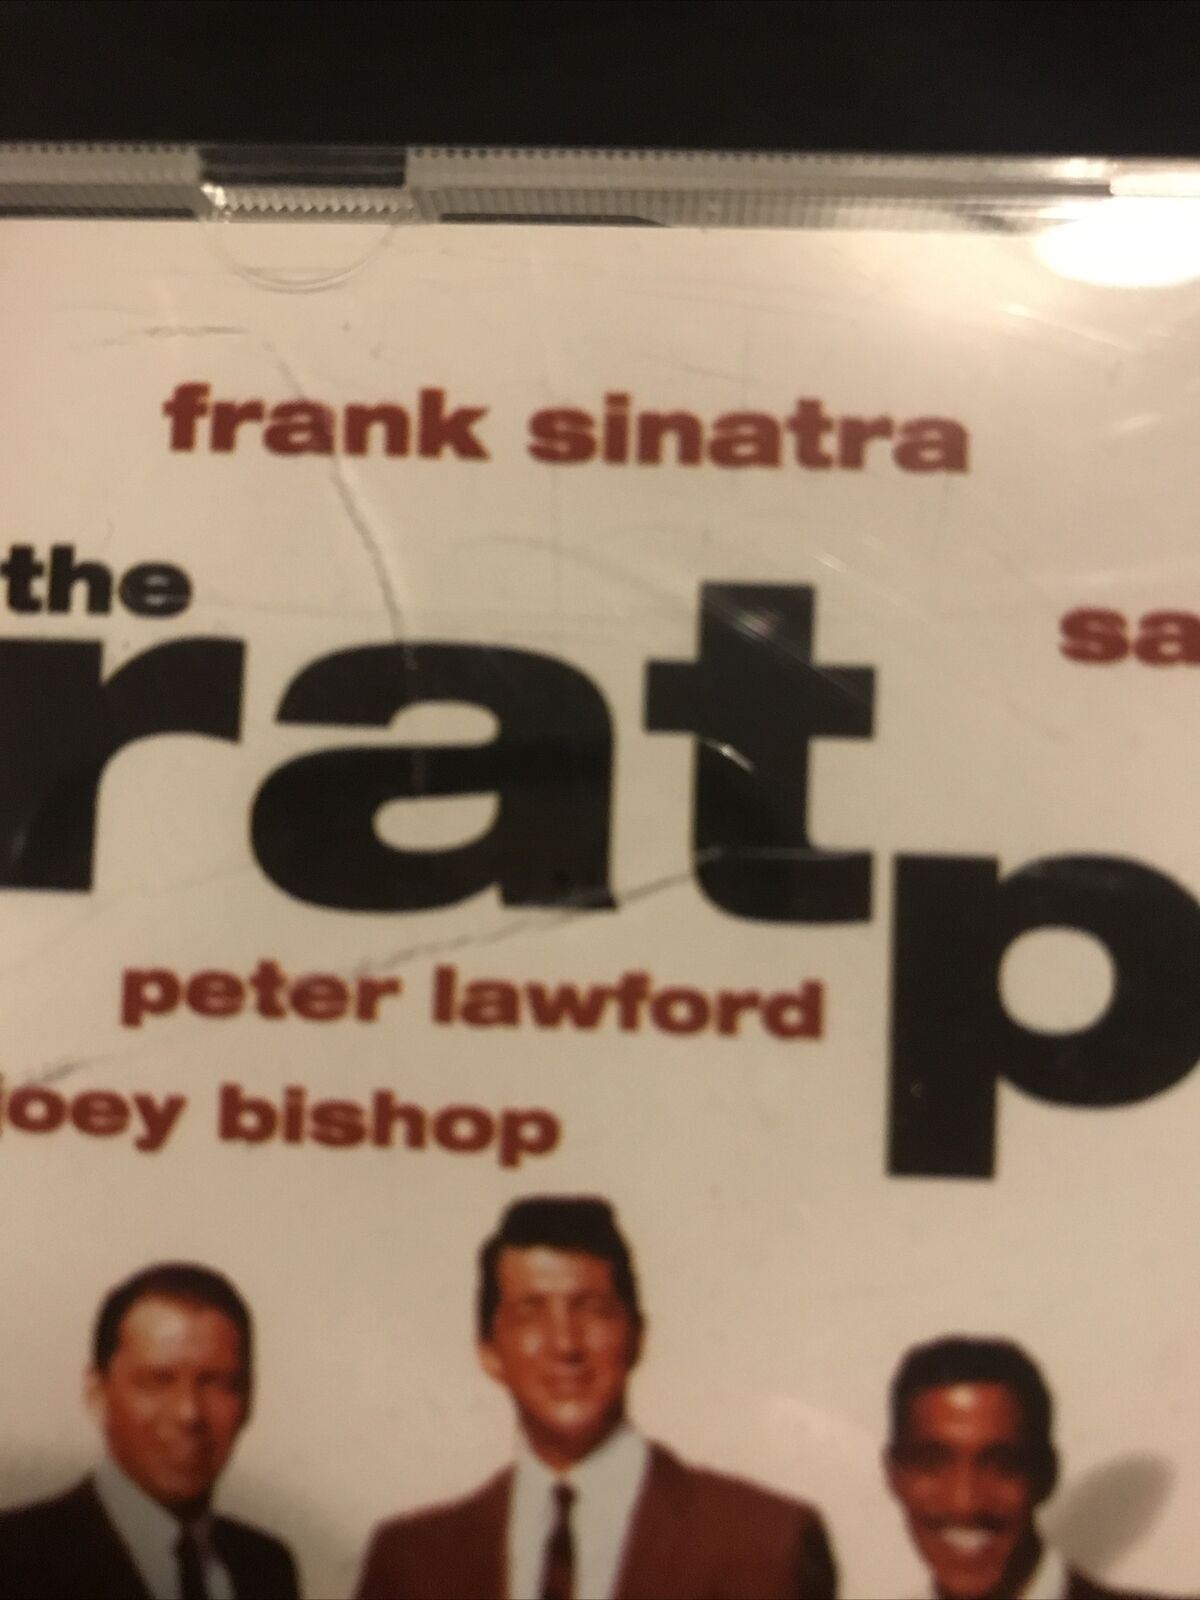 frank sinatra
the
sa
rat p
peter lawford
joey bishop